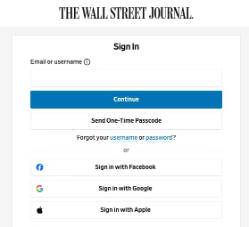 THE WALL STREET JOURNAL.
Sign In
Email or username
Continue
Send One-Time Passcode
Forgot your username or password?
or
Sign in with Facebook
Sign in with Google
Sign in with Apple